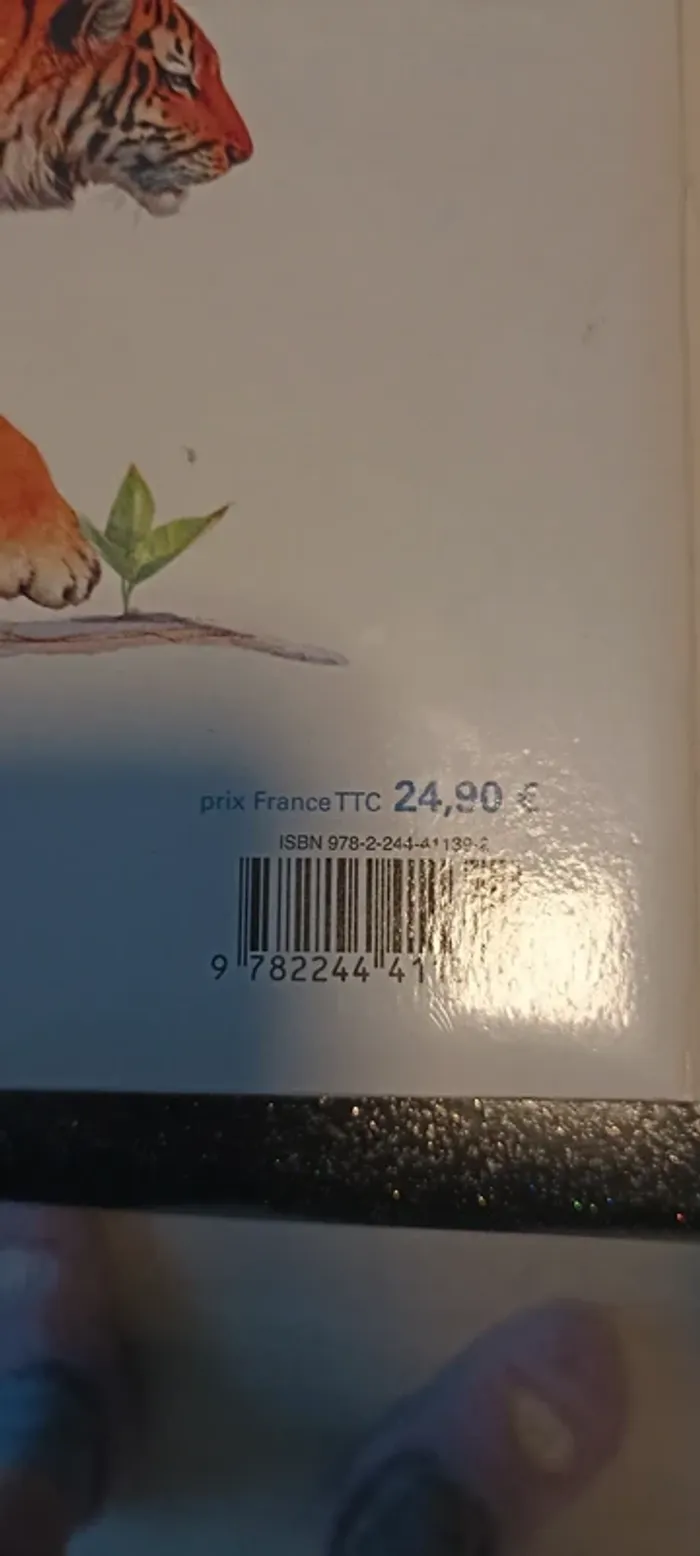 prix France TTC 24,90 €
ISBN 978-2-244-41139-2
9 782244 41